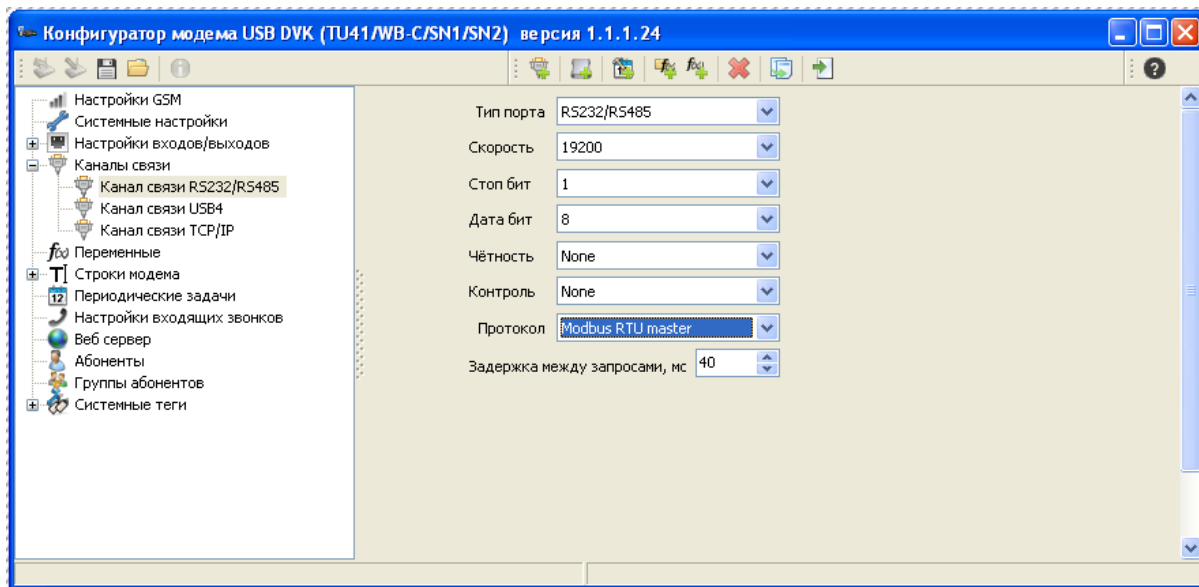 Конфигуратор модема USB DVK (TU41/WB-C/SN1/SN2) версия 1.1.1.24
Настройки GSM
Системные настройки
Настройки входов/выходов
Каналы связи
Канал связи RS232/RS485
Канал связи USB4
Канал связи TCP/IP
f(x) Переменные
Строки модема
12 Периодические задачи
Настройки входящих звонков
Веб сервер
Абоненты
Группы абонентов
Системные теги
Тип порта RS232/RS485
Скорость 19200
Стоп бит 1
Дата бит 8
Чётность None
Контроль None
Протокол Modbus RTU master
Задержка между запросами, мс 40